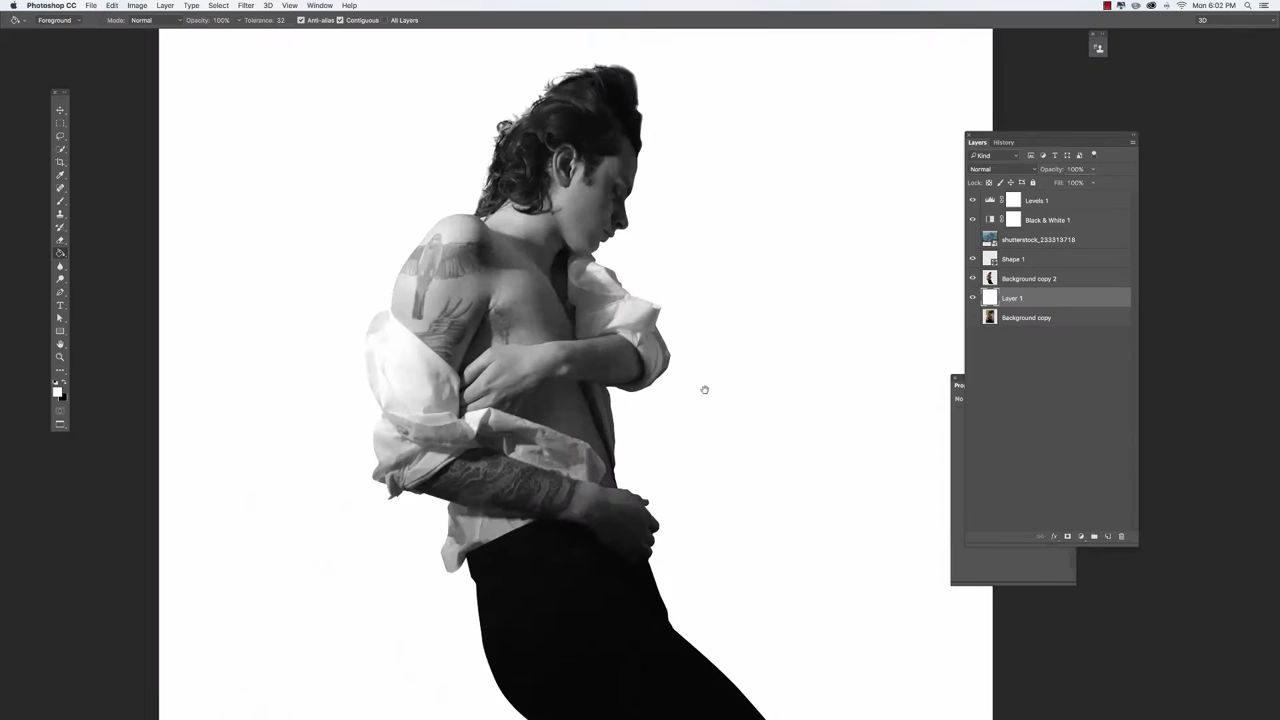 Photoshop CC File Edit Image Layer Type Select Filter 3D View Window Help Mon 6:02 PM
Foreground Mode: Normal Opacity: 100% Tolerance: 32 Anti-alias Contiguous All Layers 3D
Layers History
Kind
Normal Opacity: 100%
Lock: Fill: 100%
Levels 1
Black & White 1
shutterstock_233313718
Shape 1
Background copy 2
Layer 1
Background copy
Pro
No